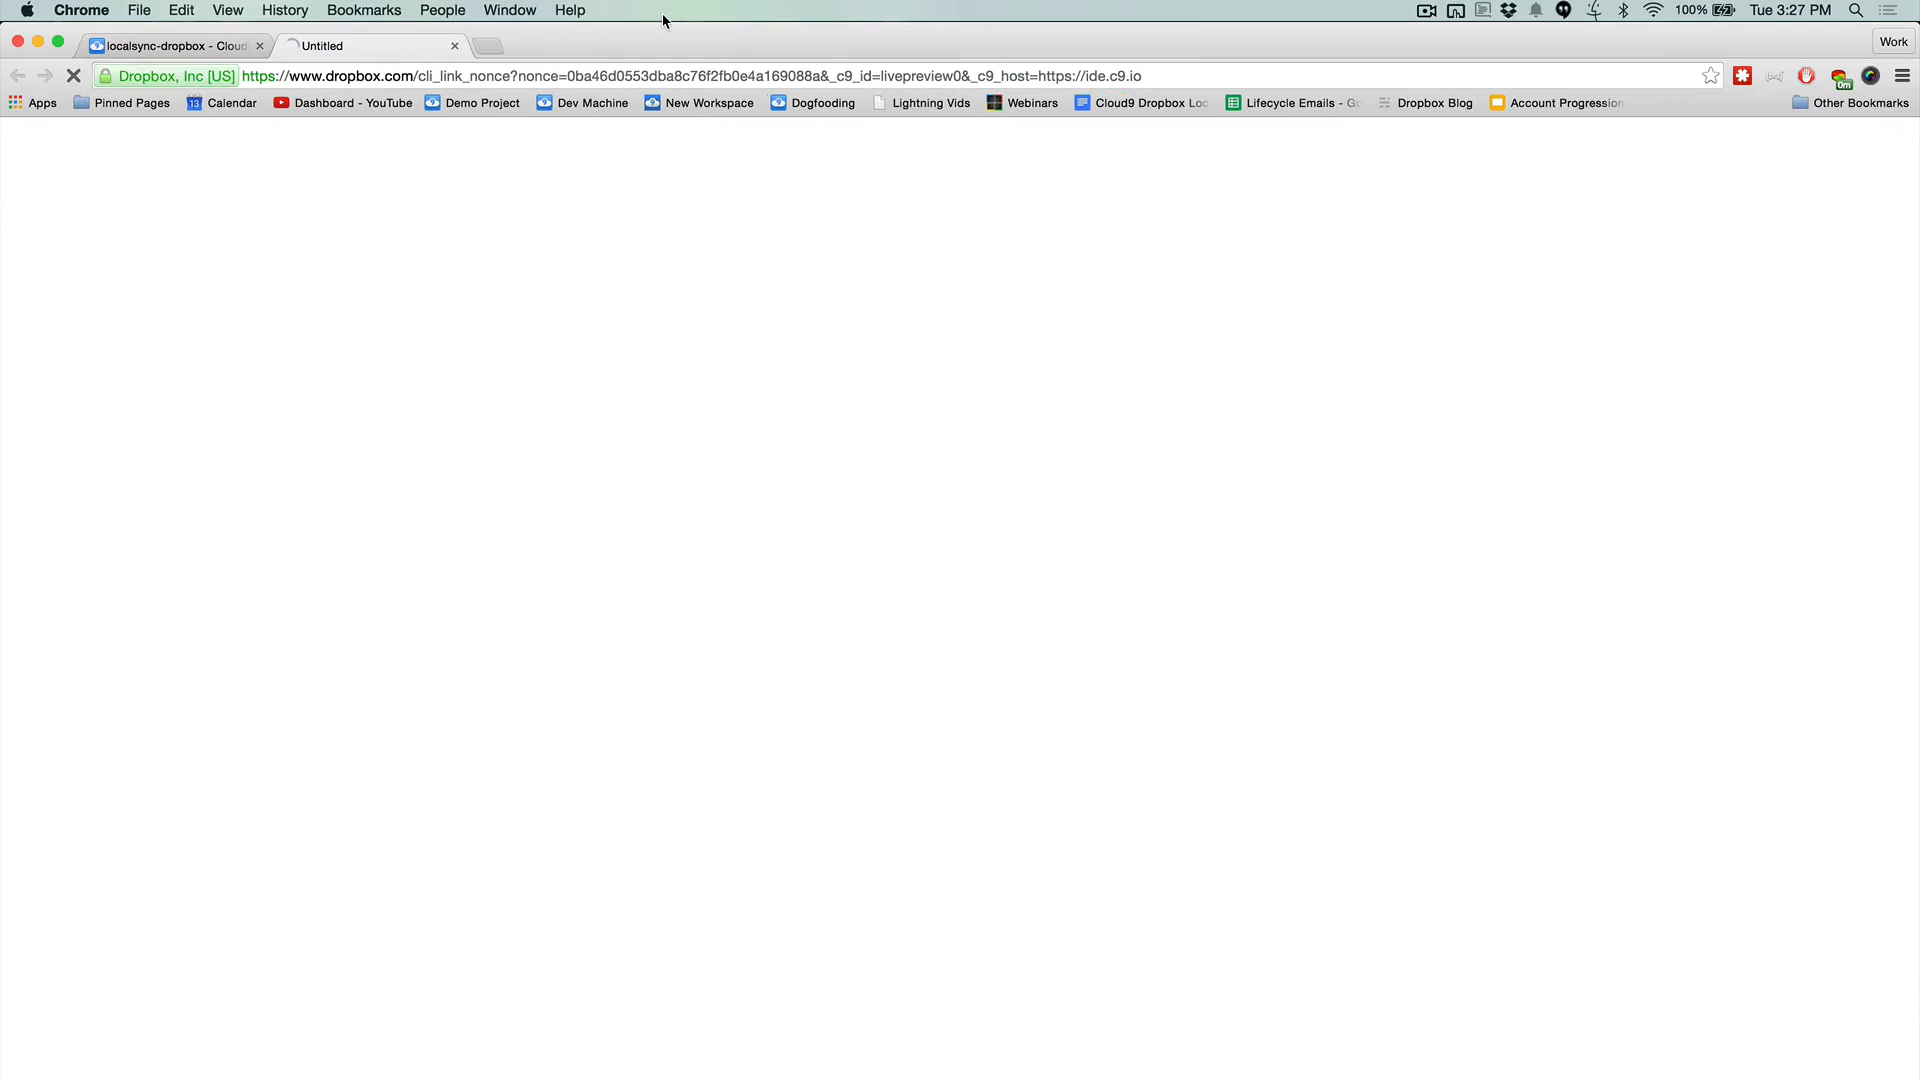 Chrome File Edit View History Bookmarks People Window Help 100% Tue 3:27 PM
localsync-dropbox - Cloud Untitled Work
Dropbox, Inc [US] https://www.dropbox.com/cli_link_nonce?nonce=0ba46d0553dba8c76f2fb0e4a169088a&_c9_id=livepreview0&_c9_host=https://ide.c9.io 0m
Apps Pinned Pages 13 Calendar Dashboard - YouTube Demo Project Dev Machine New Workspace Dogfooding Lightning Vids Webinars Cloud9 Dropbox Loc Lifecycle Emails - Go Dropbox Blog Account Progression Other Bookmarks